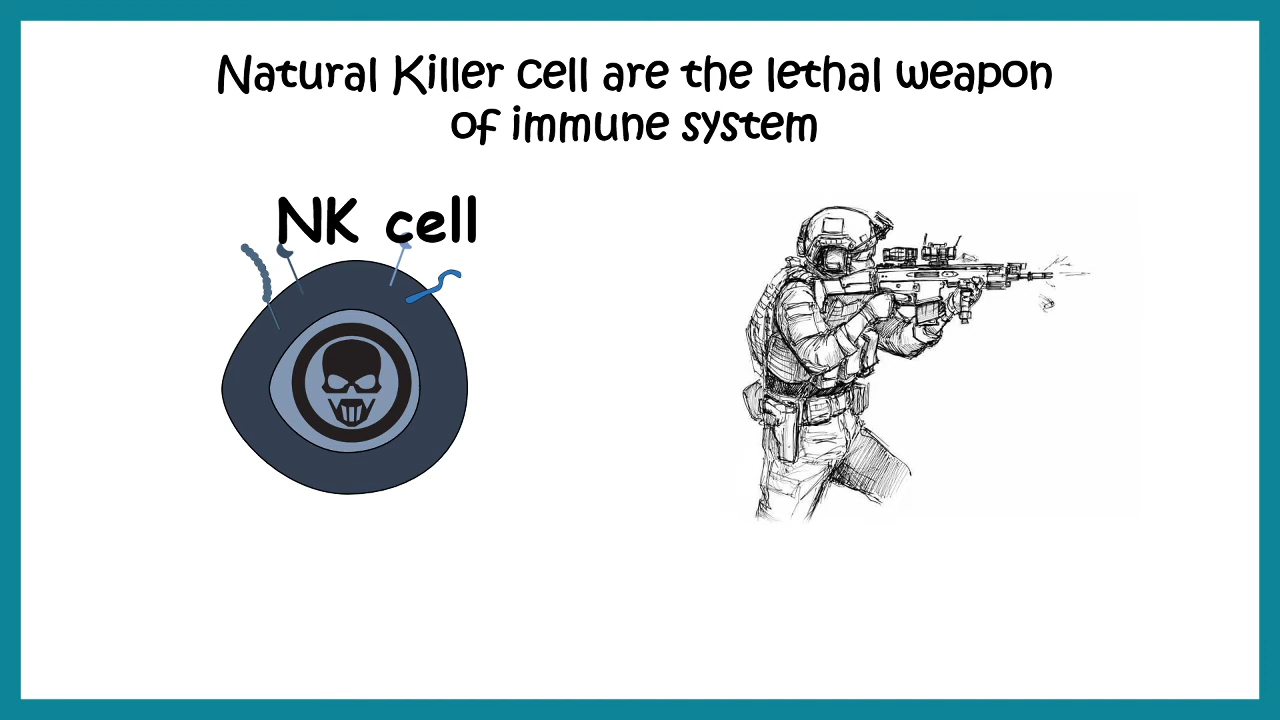 Natural Killer cell are the lethal weapon
of immune system
NK cell